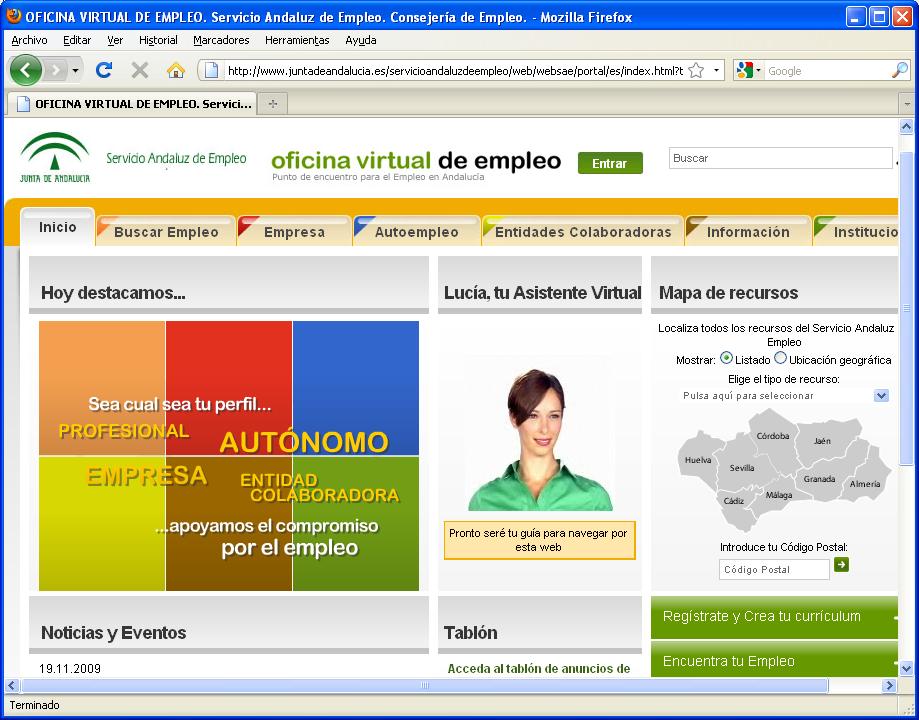 OFICINA VIRTUAL DE EMPLEO. Servicio Andaluz de Empleo. Consejería de Empleo. - Mozilla Firefox
Archivo Editar Ver Historial Marcadores Herramientas Ayuda
http://www.juntadeandalucia.es/servicioandaluzdeempleo/web/websae/portal/es/index.html?t
Google
OFICINA VIRTUAL DE EMPLEO. Servici...
JUNTA DE ANDALUCIA
Servicio Andaluz de Empleo
oficina virtual de empleo
Punto de encuentro para el Empleo en Andalucía
Entrar
Buscar
Inicio
Buscar Empleo
Empresa
Autoempleo
Entidades Colaboradoras
Información
Institucio
Hoy destacamos...
Sea cual sea tu perfil...
PROFESIONAL
AUTÓNOMO
EMPRESA
ENTIDAD
COLABORADORA
...apoyamos el compromiso
por el empleo
Lucía, tu Asistente Virtual
Pronto seré tu guía para navegar por
esta web
Mapa de recursos
Localiza todos los recursos del Servicio Andaluz
Empleo
Mostrar: Listado Ubicación geográfica
Elige el tipo de recurso:
Pulsa aquí para seleccionar
Córdoba
Jaén
Huelva
Sevilla
Granada
Almería
Málaga
Cádiz
Introduce tu Código Postal:
Código Postal
Regístrate y Crea tu currículum
Encuentra tu Empleo
Noticias y Eventos
19.11.2009
Tablón
Acceda al tablón de anuncios de
Terminado